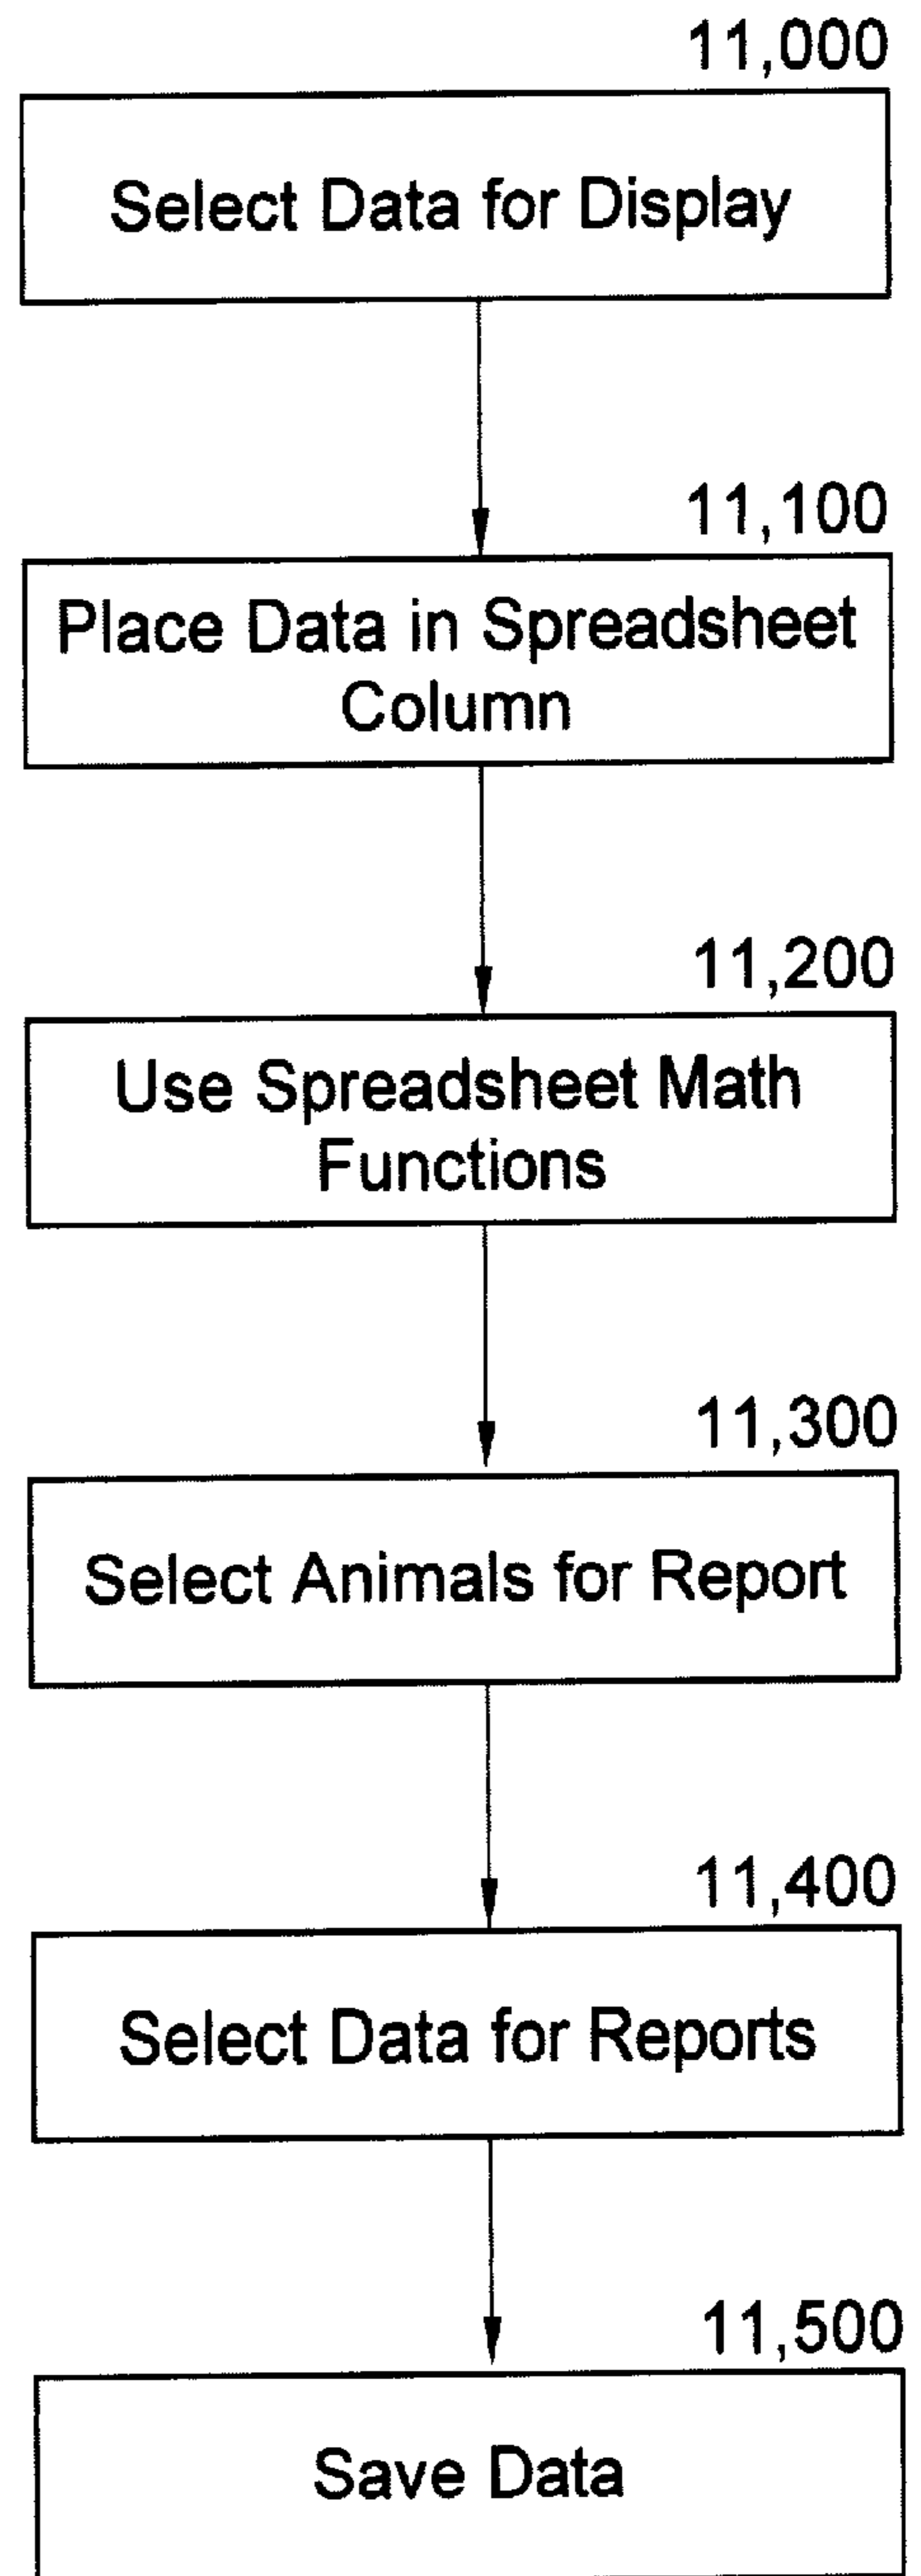 11,000
Select Data for Display
11,100
Place Data in Spreadsheet
Column
11,200
Use Spreadsheet Math
Functions
11,300
Select Animals for Report
11,400
Select Data for Reports
11,500
Save Data